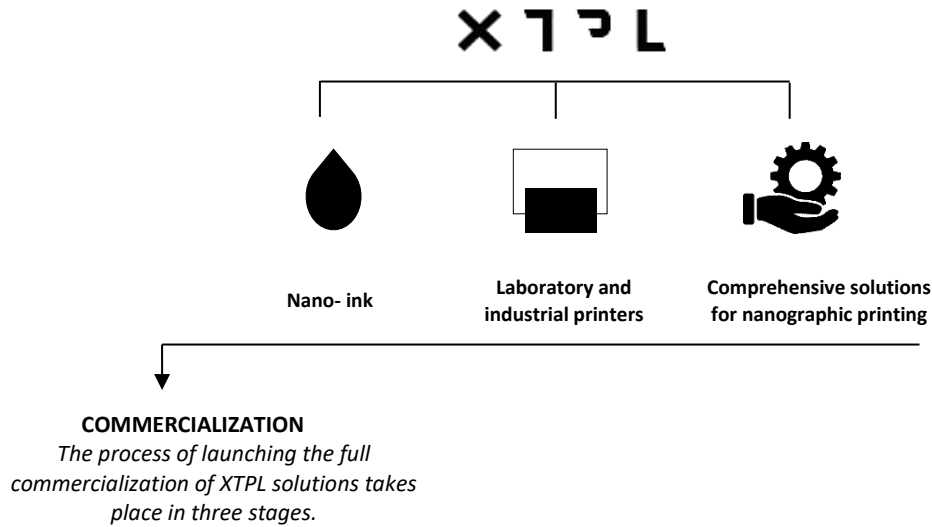 XTPL
Nano- ink
Laboratory and
industrial printers
Comprehensive solutions
for nanographic printing
COMMERCIALIZATION
The process of launching the full
commercialization of XTPL solutions takes
place in three stages.